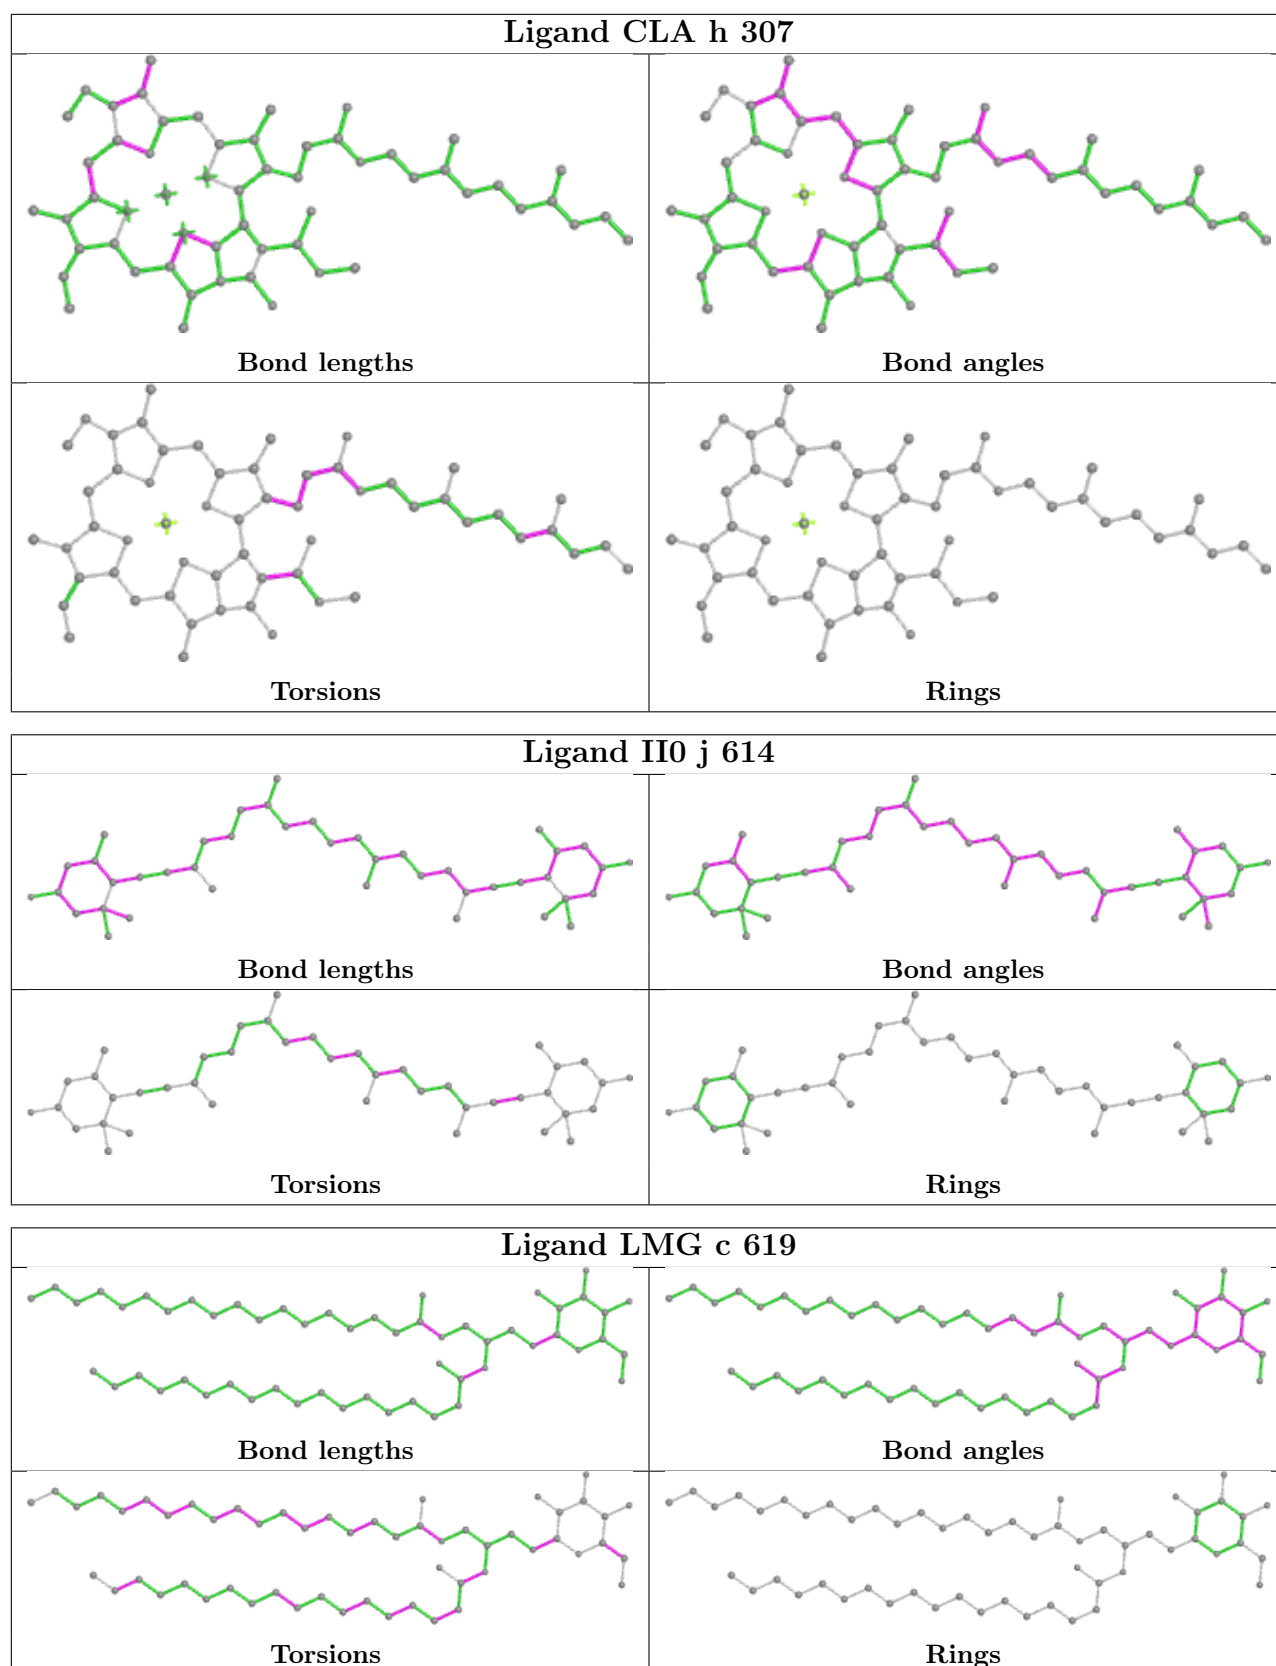 Ligand CLA h 307
Bond lengths
Bond angles
Torsions
Rings
Ligand II0 j 614
Bond lengths
Bond angles
Torsions
Rings
Ligand LMG c 619
Bond lengths
Bond angles
Torsions
Rings